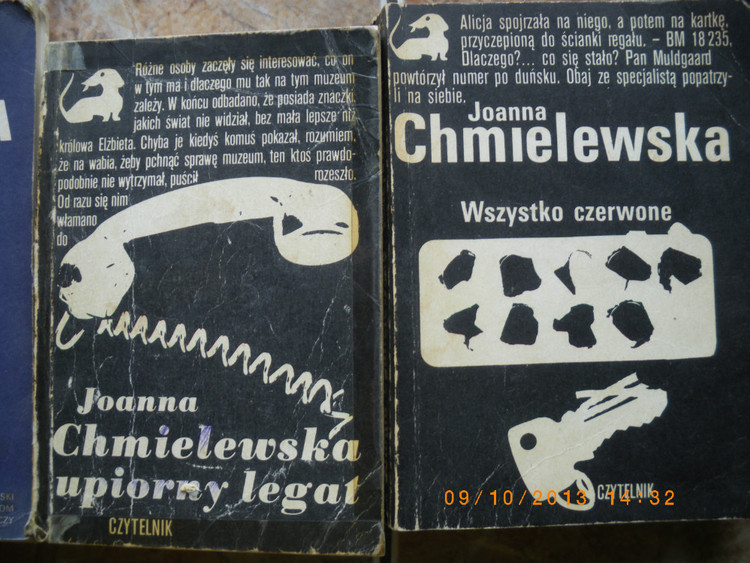 A
SKI
OM
Różne osoby zaczęły się interesować, co on
w tym ma i dlaczego mu tak na tym muzeum
zależy. W końcu odbadano, że posiada znaczki,
jakich świat nie widział, bez mała lepsze niż
królowa Elżbieta. Chyba je kiedyś komuś pokazał, rozumiem,
że na wabia, żeby pchnąć sprawę muzeum, ten ktoś prawdo-
podobnie nie wytrzymał, puścił rozeszło.
Od razu się nim
włamano
do
Joanna
Chmielewska
upiorny legat
CZYTELNIK
Alicja spojrzała na niego, a potem na kartkę,
przyczepioną do ścianki regału. – BM 18 235.
Dlaczego?... co się stało? Pan Muldgaard
powtórzył numer po duńsku. Obaj ze specjalistą popatrzy-
li na siebie.
Joanna
Chmielewska
Wszystko czerwone
CZYTELNIK
09/10/2013 14:32